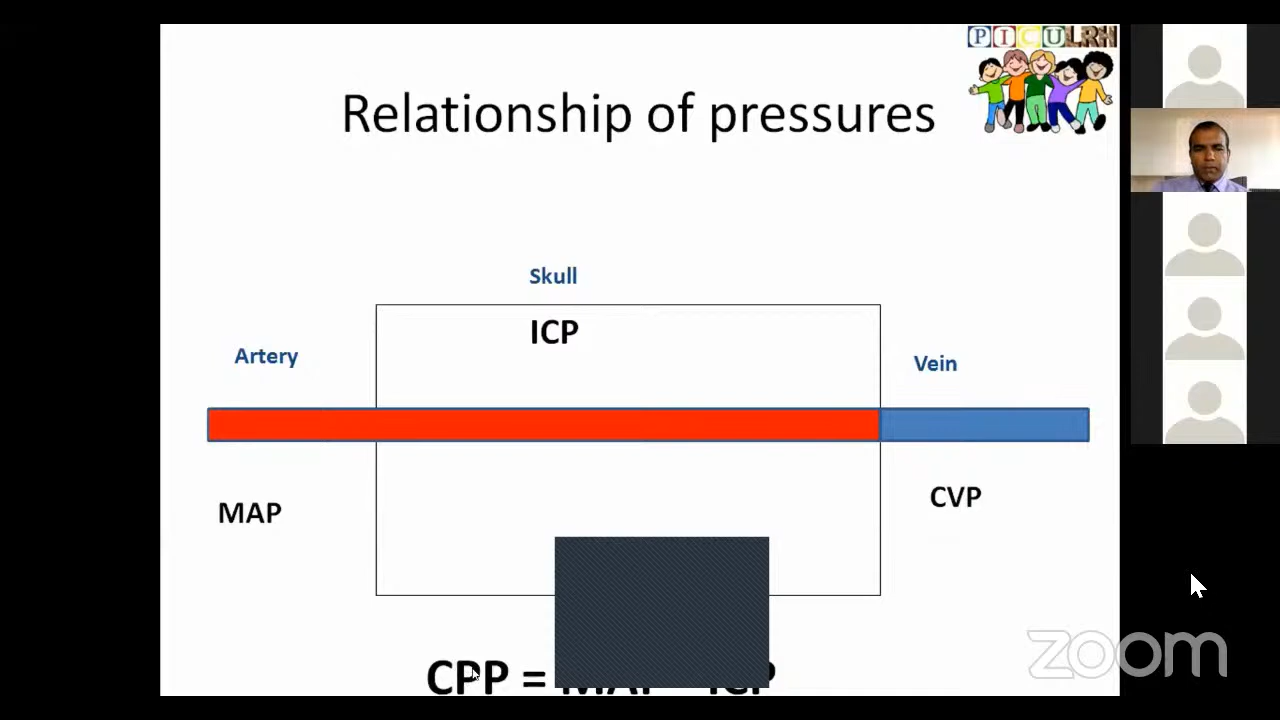 PICU LRH
Relationship of pressures
Skull
ICP
Artery
Vein
MAP
CVP
CPP = MAP - ICP
zoom